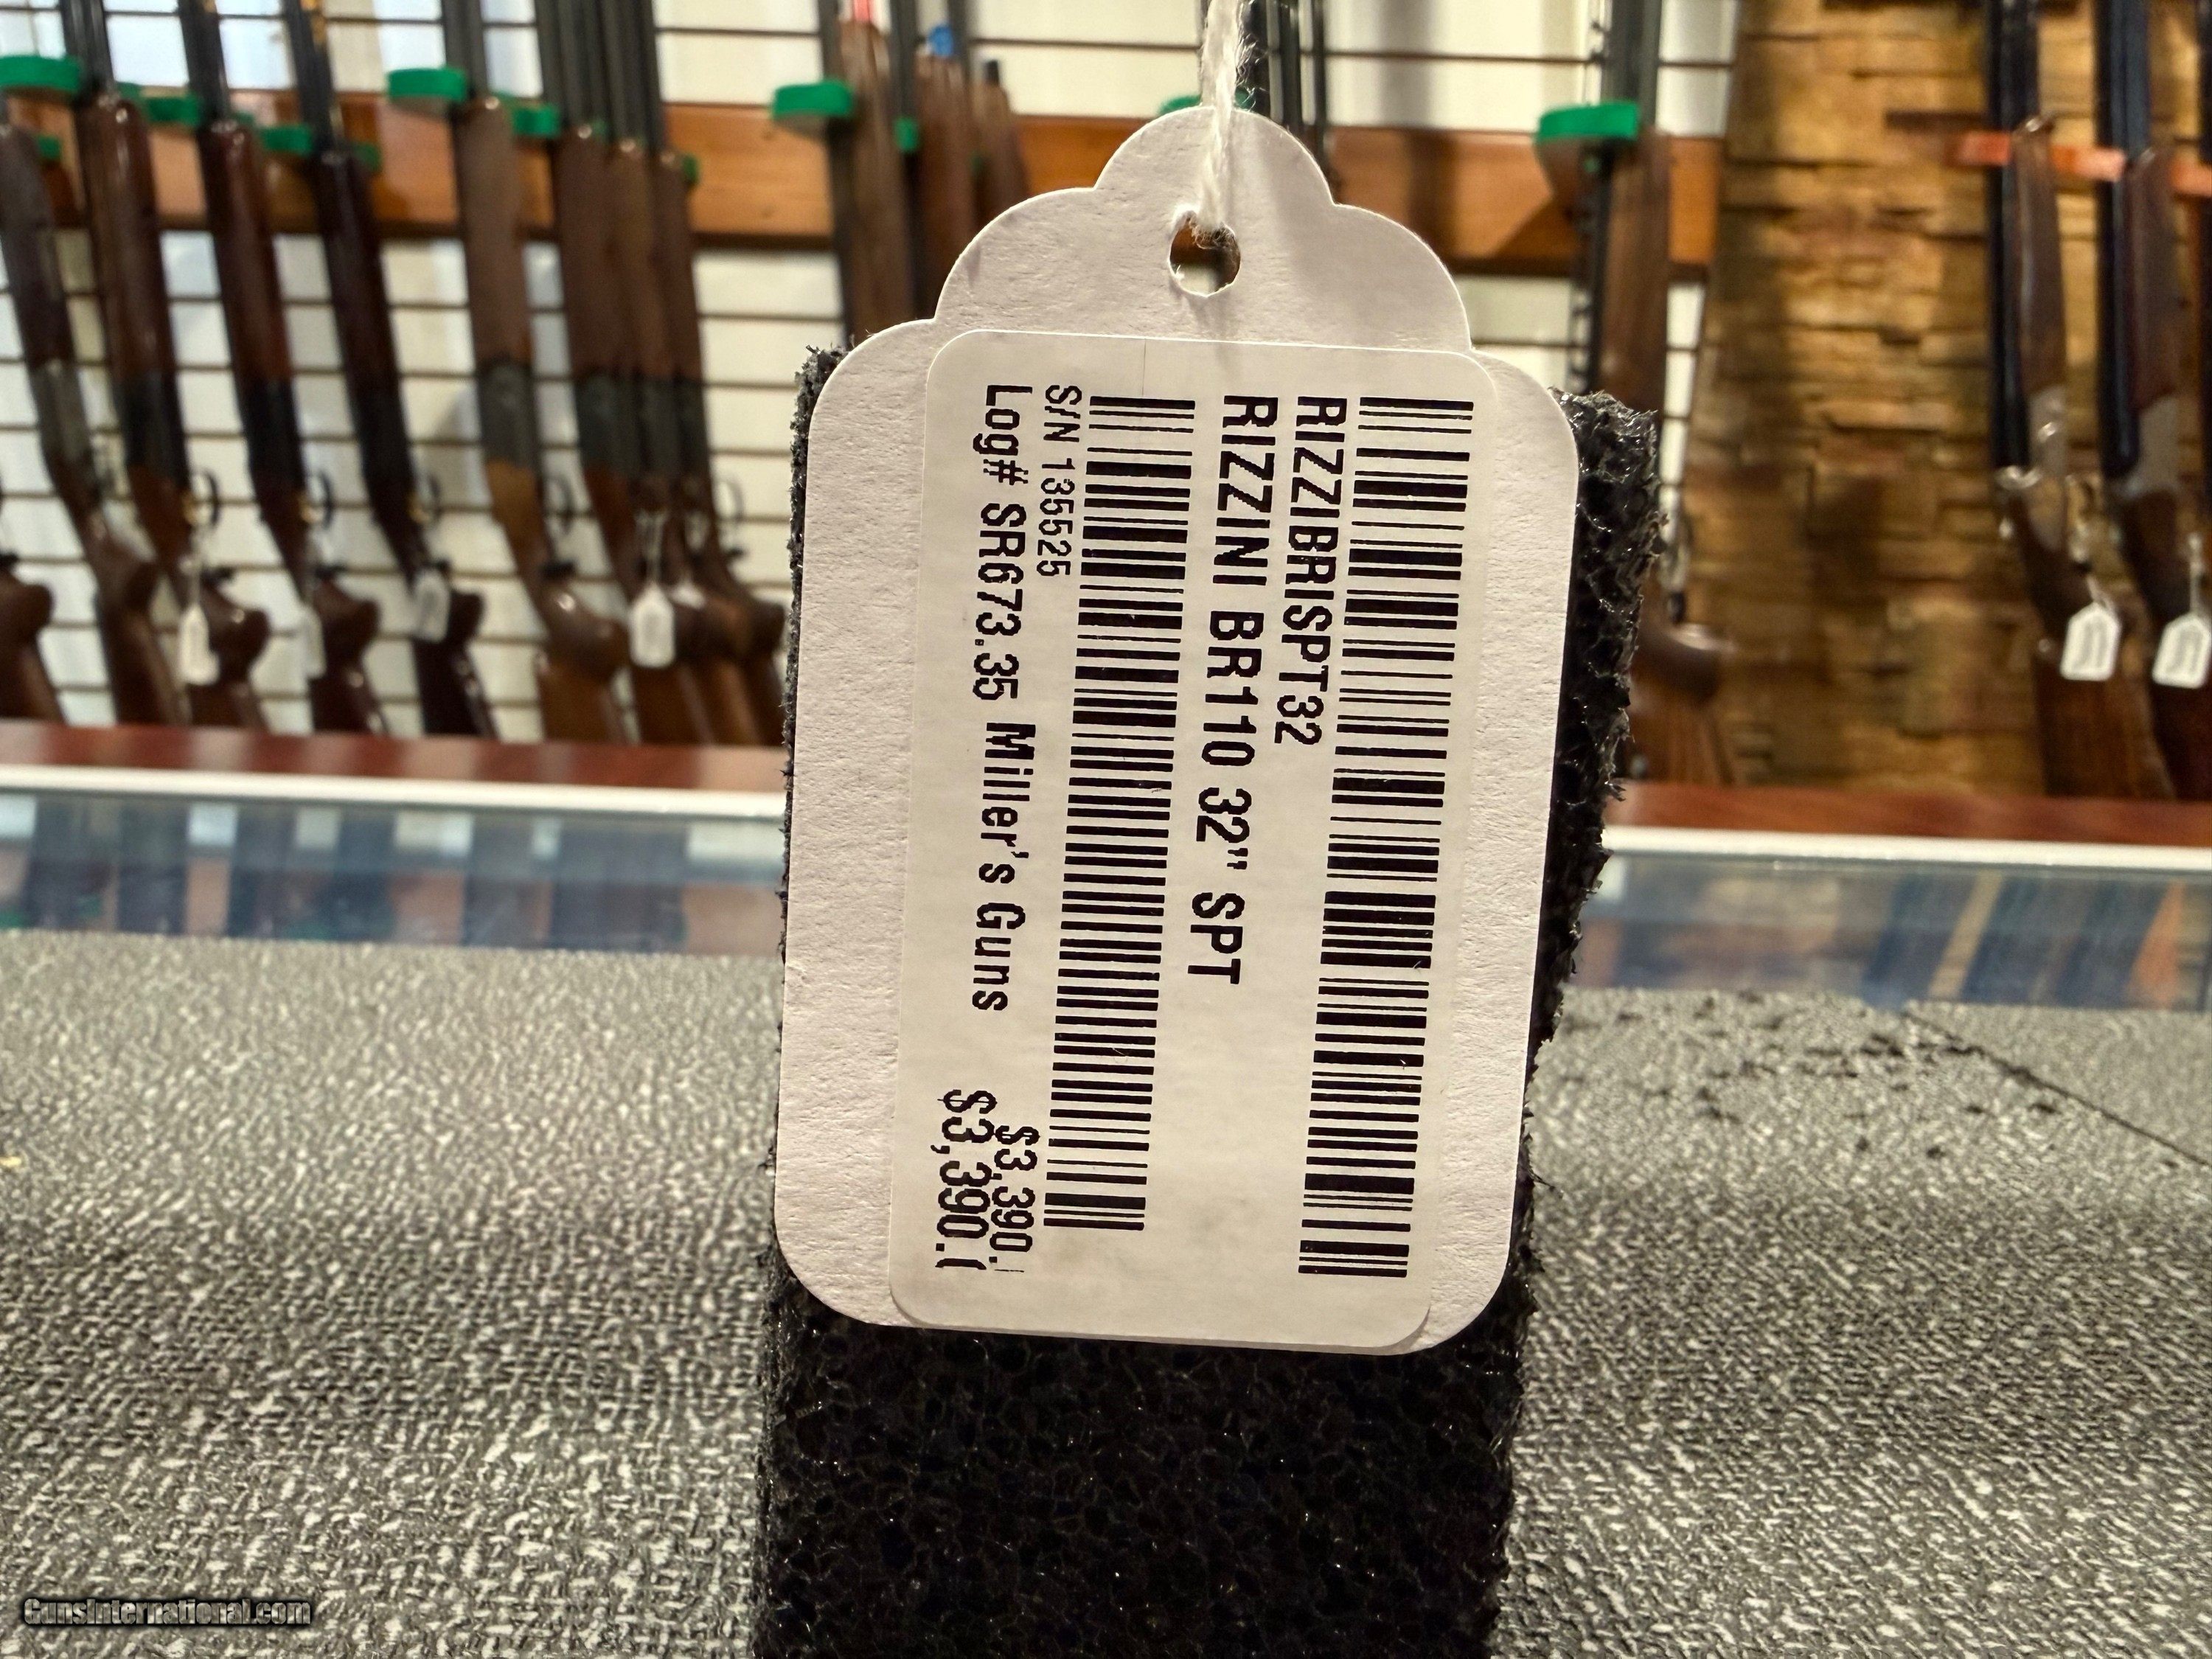 RIZZIBRISPT32
RIZZINI BR110 32" SPT
S/N 135525
$3,390.
Log# SR673.35 Miller's Guns
$3,390.
GunsInternational.com